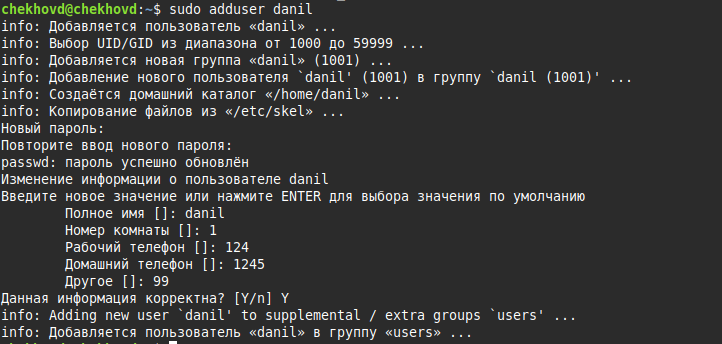 chekhovd@chekhovd:~$ sudo adduser danil
info: Добавляется пользователь «danil» ...
info: Выбор UID/GID из диапазона от 1000 до 59999 ...
info: Добавляется новая группа «danil» (1001) ...
info: Добавление нового пользователя `danil' (1001) в группу `danil (1001)' ...
info: Создаётся домашний каталог «/home/danil» ...
info: Копирование файлов из «/etc/skel» ...
Новый пароль:
Повторите ввод нового пароля:
passwd: пароль успешно обновлён
Изменение информации о пользователе danil
Введите новое значение или нажмите ENTER для выбора значения по умолчанию
Полное имя []: danil
Номер комнаты []: 1
Рабочий телефон []: 124
Домашний телефон []: 1245
Другое []: 99
Данная информация корректна? [Y/n] Y
info: Adding new user `danil' to supplemental / extra groups `users' ...
info: Добавляется пользователь «danil» в группу «users» ...